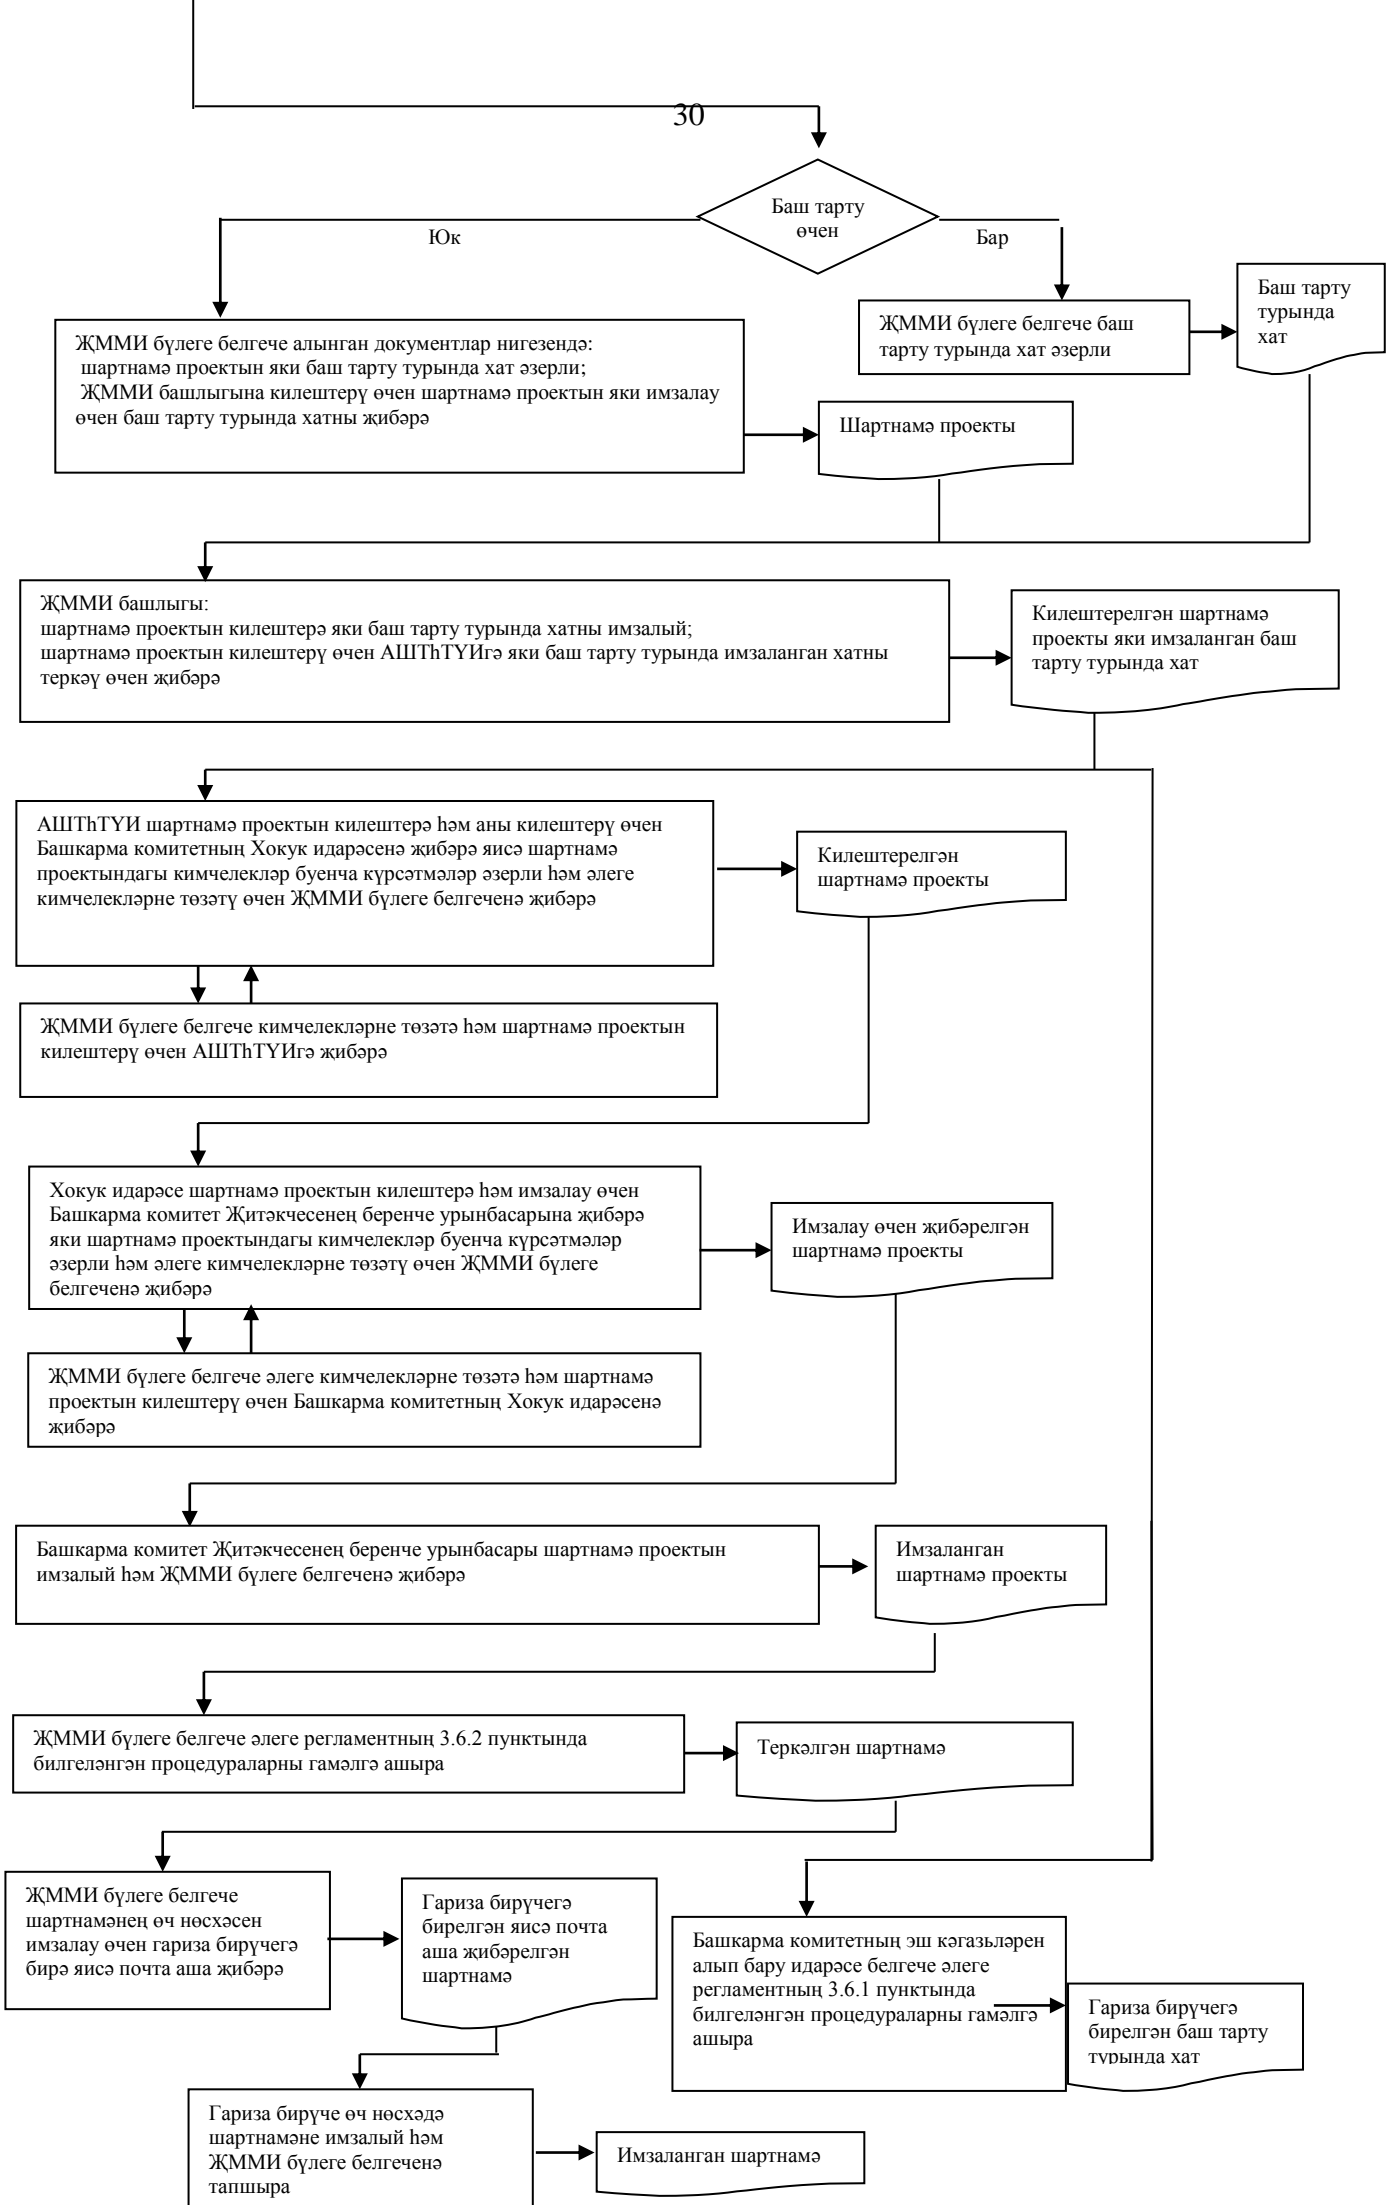 30
Баш тарту
өчен
Юк
Бар
Баш тарту
турында
хат
ҖММИ бүлеге белгече баш
тарту турында хат әзерли
ҖММИ бүлеге белгече алынган документлар нигезендә:
шартнамә проектын яки баш тарту турында хат әзерли;
ҖММИ башлыгына килештерү өчен шартнамә проектын яки имзалау
өчен баш тарту турында хатны җибәрә
Шартнамә проекты
ҖММИ башлыгы:
шартнамә проектын килештерә яки баш тарту турында хатны имзалый;
шартнамә проектын килештерү өчен АШТһТҮИгә яки баш тарту турында имзаланган хатны
теркәү өчен җибәрә
Килештерелгән шартнамә
проекты яки имзаланган баш
тарту турында хат
АШТһТҮИ шартнамә проектын килештерә һәм аны килештерү өчен
Башкарма комитетның Хокук идарәсенә җибәрә яисә шартнамә
проектындагы кимчелекләр буенча күрсәтмәләр әзерли һәм әлеге
кимчелекләрне төзәтү өчен ҖММИ бүлеге белгеченә җибәрә
Килештерелгән
шартнамә проекты
ҖММИ бүлеге белгече кимчелекләрне төзәтә һәм шартнамә проектын
килештерү өчен АШТһТҮИгә җибәрә
Хокук идарәсе шартнамә проектын килештерә һәм имзалау өчен
Башкарма комитет Җитәкчесенең беренче урынбасарына җибәрә
яки шартнамә проектындагы кимчелекләр буенча күрсәтмәләр
әзерли һәм әлеге кимчелекләрне төзәтү өчен ҖММИ бүлеге
белгеченә җибәрә
Имзалау өчен җибәрелгән
шартнамә проекты
ҖММИ бүлеге белгече әлеге кимчелекләрне төзәтә һәм шартнамә
проектын килештерү өчен Башкарма комитетның Хокук идарәсенә
җибәрә
Башкарма комитет Җитәкчесенең беренче урынбасары шартнамә проектын
имзалый һәм ҖММИ бүлеге белгеченә җибәрә
Имзаланган
шартнамә проекты
ҖММИ бүлеге белгече әлеге регламентның 3.6.2 пунктында
билгеләнгән процедураларны гамәлгә ашыра
Теркәлгән шартнамә
ҖММИ бүлеге белгече
шартнамәнең өч нөсхәсен
имзалау өчен гариза бирүчегә
бирә яисә почта аша җибәрә
Гариза бирүчегә
бирелгән яисә почта
аша җибәрелгән
шартнамә
Башкарма комитетның эш кәгазьләрен
алып бару идарәсе белгече әлеге
регламентның 3.6.1 пунктында
билгеләнгән процедураларны гамәлгә
ашыра
Гариза бирүчегә
бирелгән баш тарту
турында хат
Гариза бирүче өч нөсхәдә
шартнамәне имзалый һәм
ҖММИ бүлеге белгеченә
тапшыра
Имзаланган шартнамә